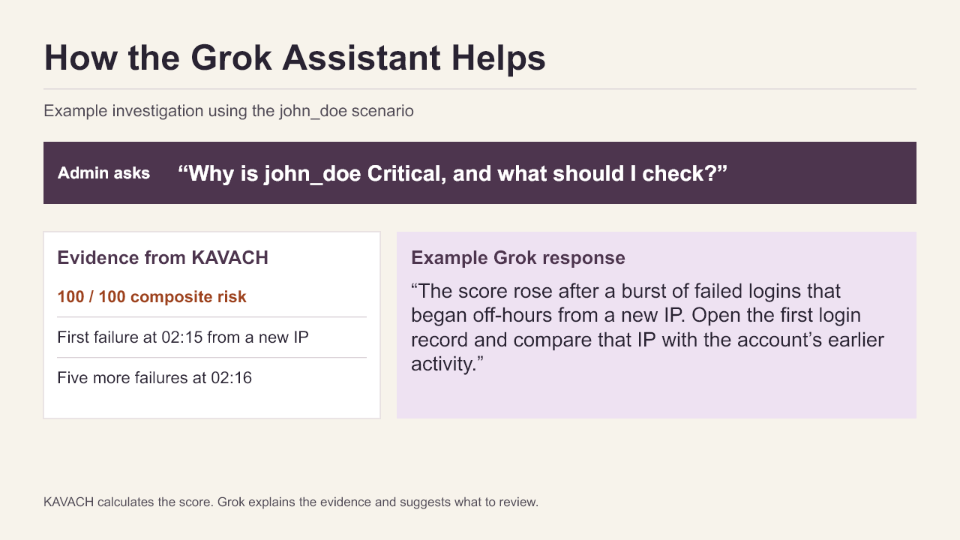 How the Grok Assistant Helps
Example investigation using the john_doe scenario
Admin asks “Why is john_doe Critical, and what should I check?”
Evidence from KAVACH
100 / 100 composite risk
First failure at 02:15 from a new IP
Five more failures at 02:16
Example Grok response
“The score rose after a burst of failed logins that
began off-hours from a new IP. Open the first login
record and compare that IP with the account’s earlier
activity.”
KAVACH calculates the score. Grok explains the evidence and suggests what to review.